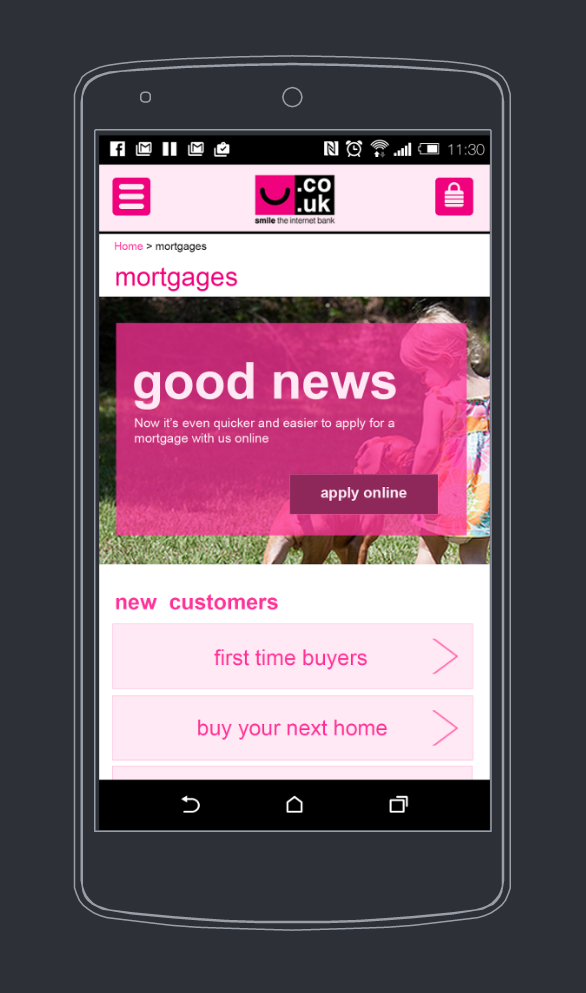 11:30
.co
.uk
smile the internet bank
Home > mortgages
mortgages
good news
Now it's even quicker and easier to apply for a
mortgage with us online
apply online
new customers
first time buyers
buy your next home